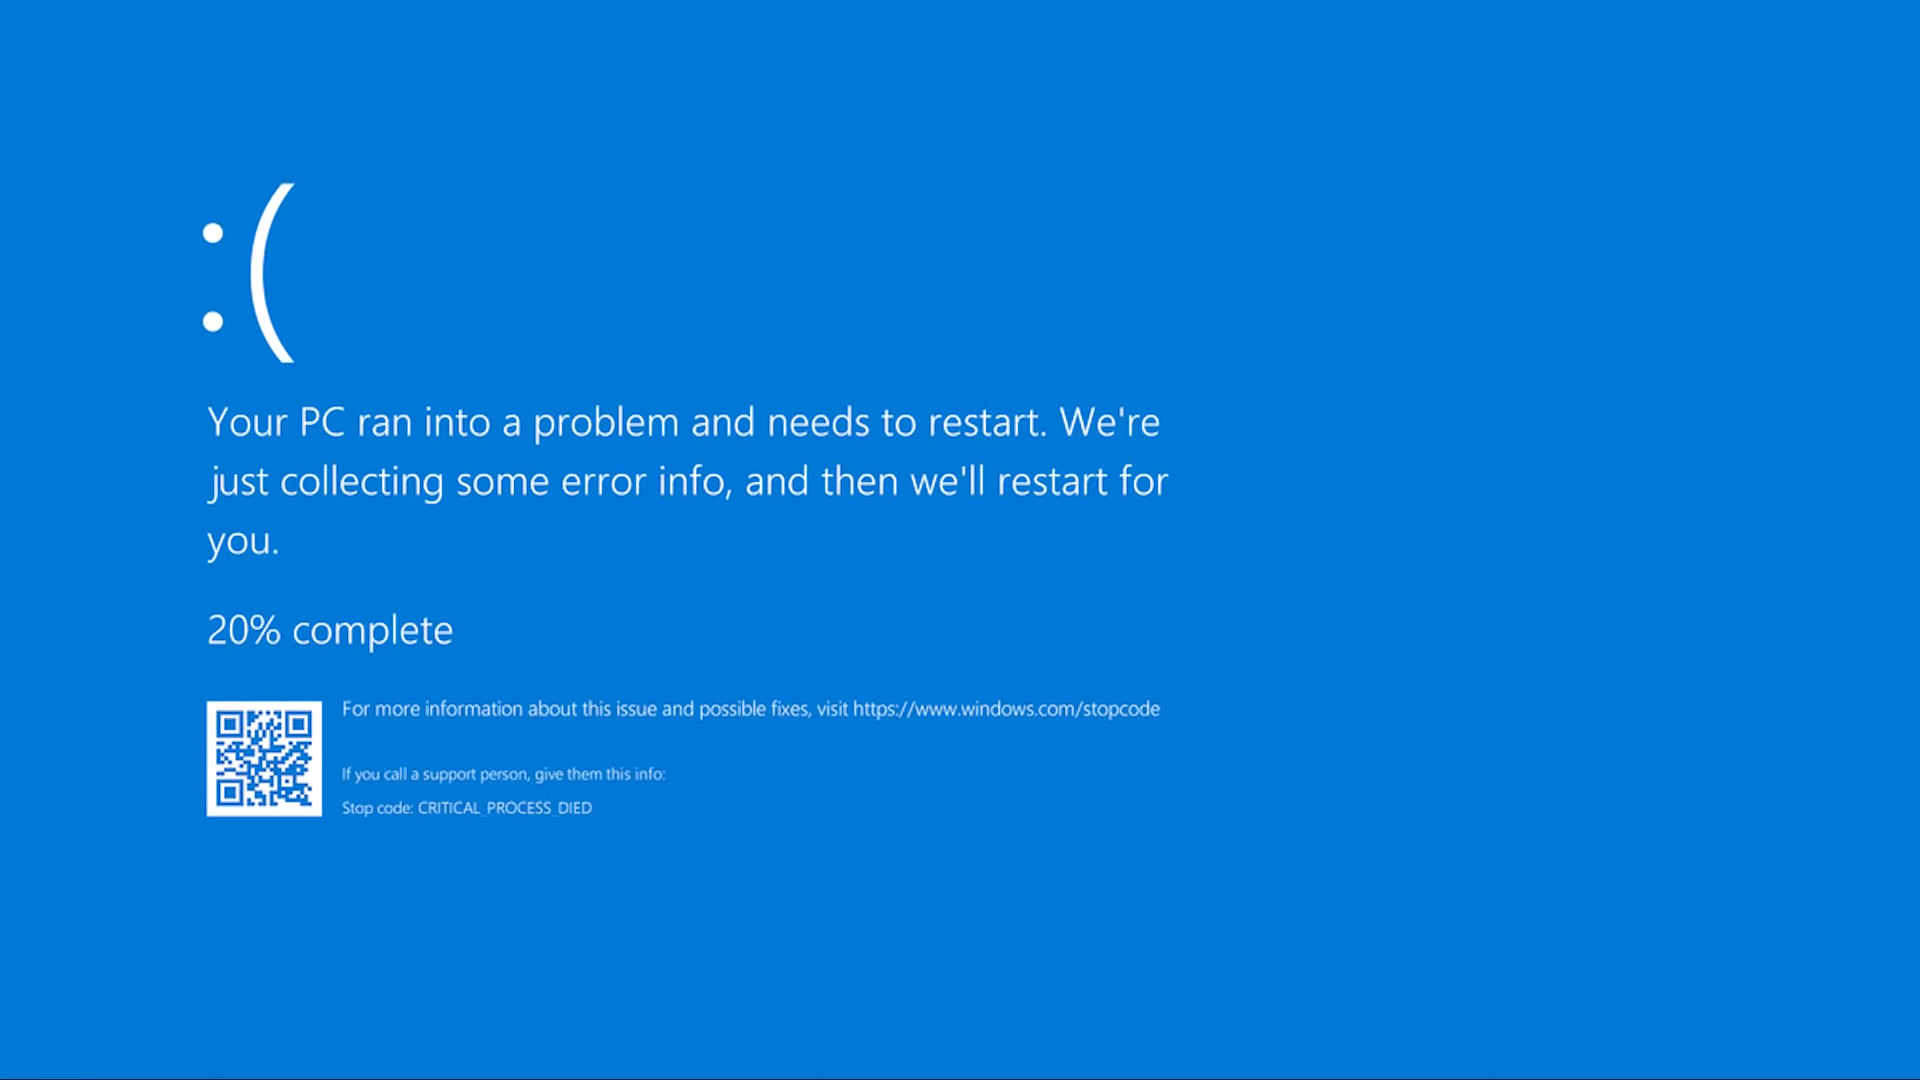 :(
Your PC ran into a problem and needs to restart. We're
just collecting some error info, and then we'll restart for
you.
20% complete
For more information about this issue and possible fixes, visit https://www.windows.com/stopcode
If you call a support person, give them this info:
Stop code: CRITICAL_PROCESS_DIED